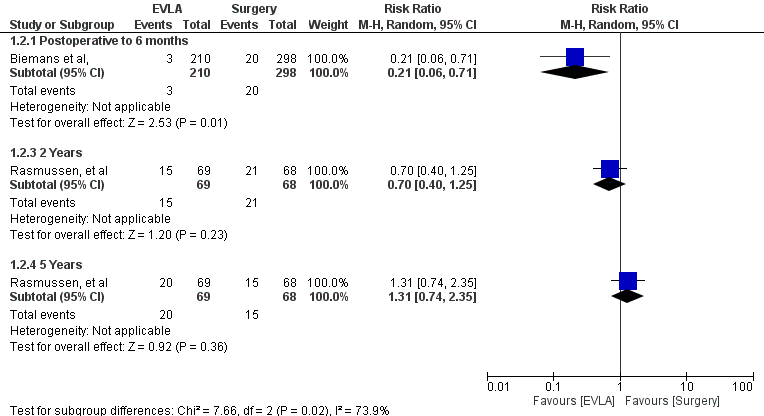 EVLA Surgery Risk Ratio Risk Ratio
Study or Subgroup Events Total Events Total Weight M-H, Random, 95% CI M-H, Random, 95% CI
1.2.1 Postoperative to 6 months
Biemans et al, 3 210 20 298 100.0% 0.21 [0.06, 0.71]
Subtotal (95% CI) 210 298 100.0% 0.21 [0.06, 0.71]
Total events 3 20
Heterogeneity: Not applicable
Test for overall effect: Z = 2.53 (P = 0.01)
1.2.3 2 Years
Rasmussen, et al 15 69 21 68 100.0% 0.70 [0.40, 1.25]
Subtotal (95% CI) 69 68 100.0% 0.70 [0.40, 1.25]
Total events 15 21
Heterogeneity: Not applicable
Test for overall effect: Z = 1.20 (P = 0.23)
1.2.4 5 Years
Rasmussen, et al 20 69 15 68 100.0% 1.31 [0.74, 2.35]
Subtotal (95% CI) 69 68 100.0% 1.31 [0.74, 2.35]
Total events 20 15
Heterogeneity: Not applicable
Test for overall effect: Z = 0.92 (P = 0.36)
0.01 0.1 1 10 100
Favours [EVLA] Favours [Surgery]
Test for subgroup differences: Chi² = 7.66, df = 2 (P = 0.02), I² = 73.9%